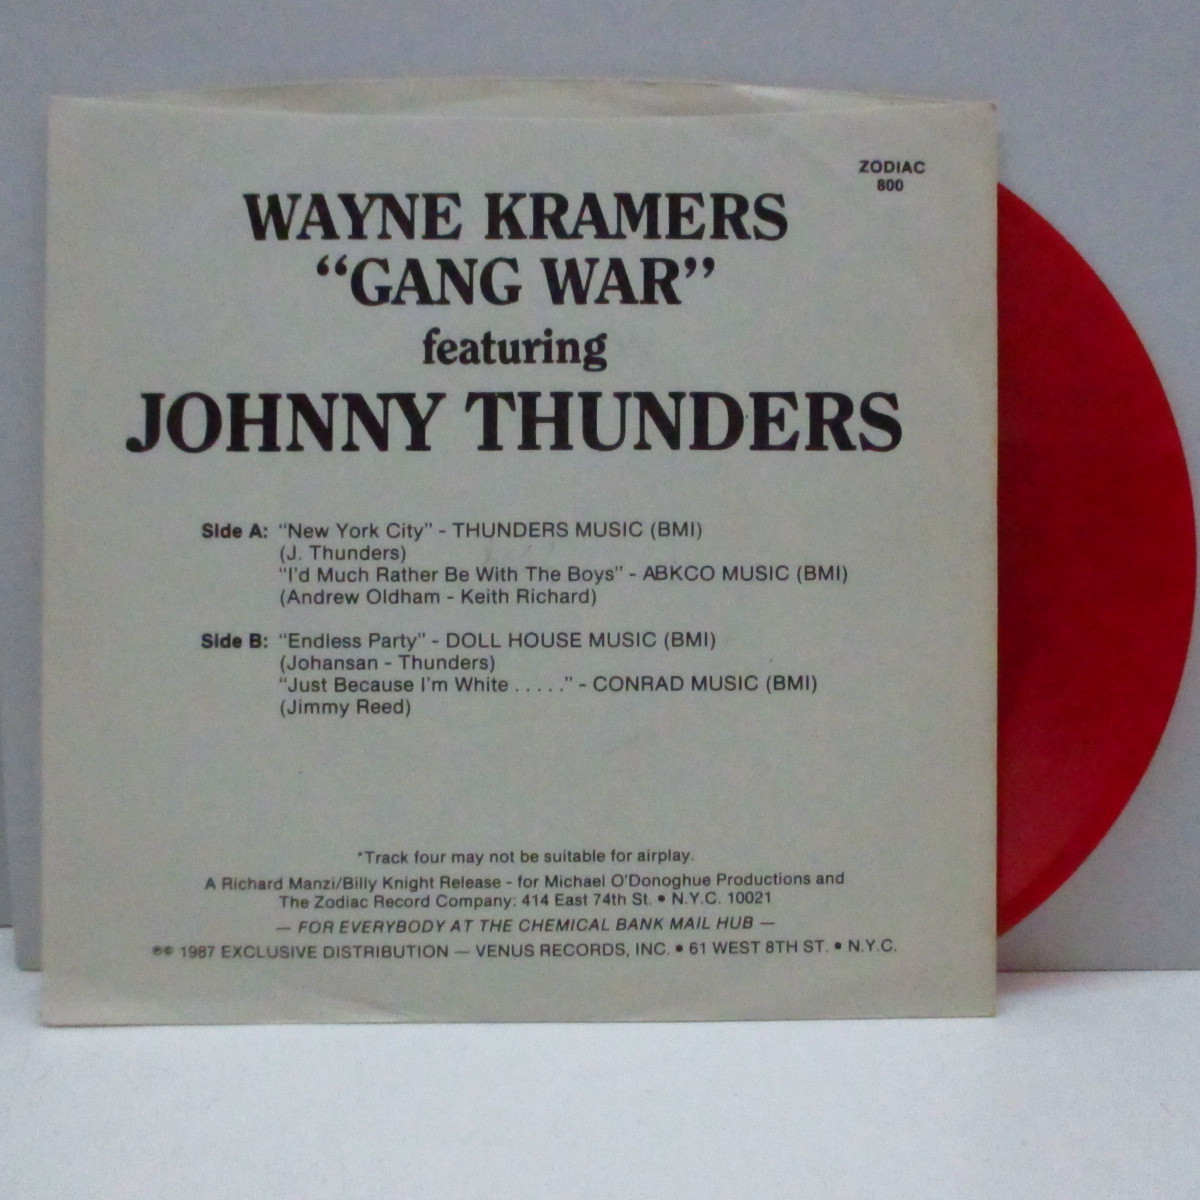 ZODIAC
800
WAYNE KRAMERS
“GANG WAR”
featuring
JOHNNY THUNDERS
Side A: “New York City” - THUNDERS MUSIC (BMI)
(J. Thunders)
“I’d Much Rather Be With The Boys” - ABKCO MUSIC (BMI)
(Andrew Oldham - Keith Richard)
Side B: “Endless Party” - DOLL HOUSE MUSIC (BMI)
(Johansan - Thunders)
“Just Because I’m White . . . . .” - CONRAD MUSIC (BMI)
(Jimmy Reed)
*Track four may not be suitable for airplay.
A Richard Manzi/Billy Knight Release - for Michael O’Donoghue Productions and
The Zodiac Record Company: 414 East 74th St. • N.Y.C. 10021
— FOR EVERYBODY AT THE CHEMICAL BANK MAIL HUB —
℗© 1987 EXCLUSIVE DISTRIBUTION — VENUS RECORDS, INC. • 61 WEST 8TH ST. • N.Y.C.